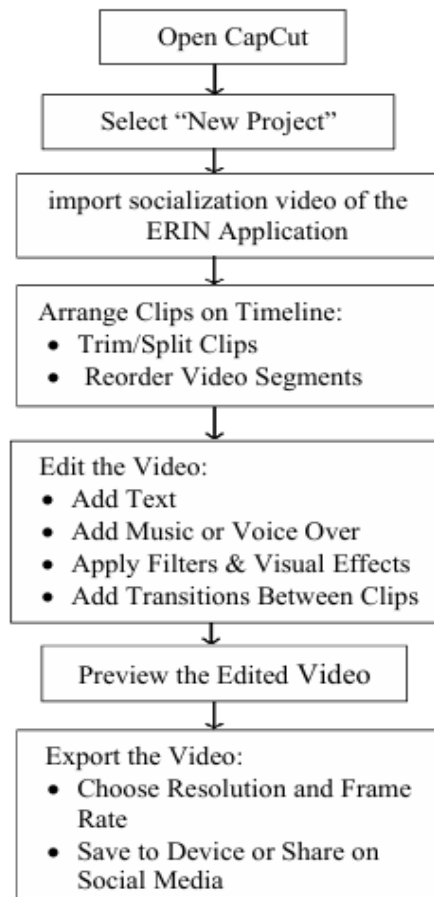 Open CapCut
Select “New Project”
import socialization video of the
ERIN Application
Arrange Clips on Timeline:
• Trim/Split Clips
• Reorder Video Segments
Edit the Video:
• Add Text
• Add Music or Voice Over
• Apply Filters & Visual Effects
• Add Transitions Between Clips
Preview the Edited Video
Export the Video:
• Choose Resolution and Frame
Rate
• Save to Device or Share on
Social Media